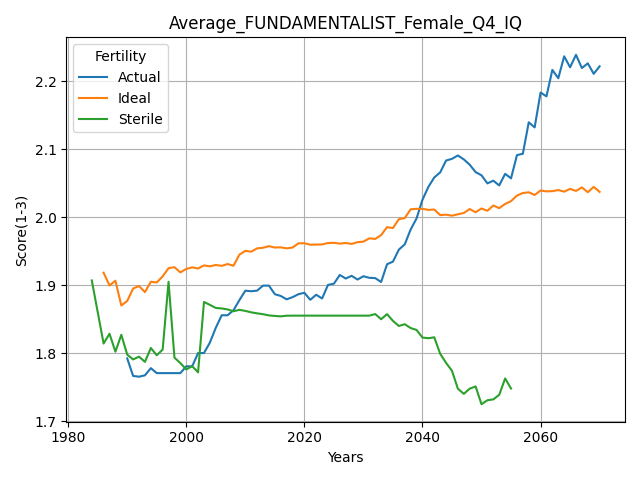 Average_FUNDAMENTALIST_Female_Q4_IQ
Fertility
Actual
Ideal
Sterile
Score(1-3)
2.2
2.1
2.0
1.9
1.8
1.7
1980
2000
2020
2040
2060
Years